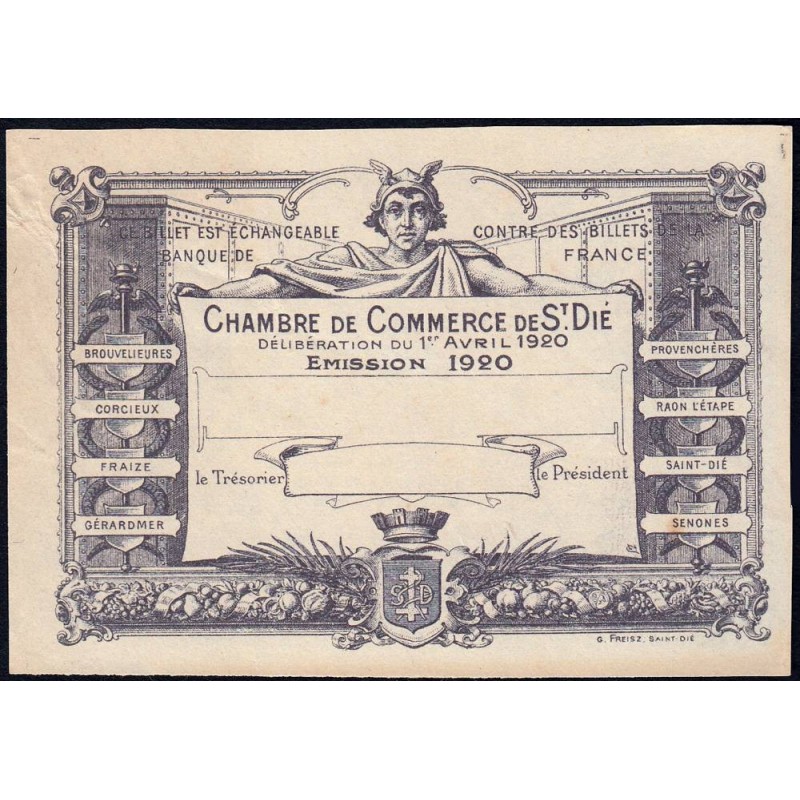 CE BILLET EST ÉCHANGEABLE CONTRE DES BILLETS DE LA
BANQUE DE FRANCE
CHAMBRE DE COMMERCE DE ST. DIÉ
DÉLIBÉRATION DU 1er AVRIL 1920
EMISSION 1920
BROUVELIEURES
CORCIEUX
FRAIZE
GÉRARDMER
PROVENCHÈRES
RAON L'ÉTAPE
SAINT-DIÉ
SENONES
le Trésorier
le Président
G. FREISZ, SAINT-DIÉ